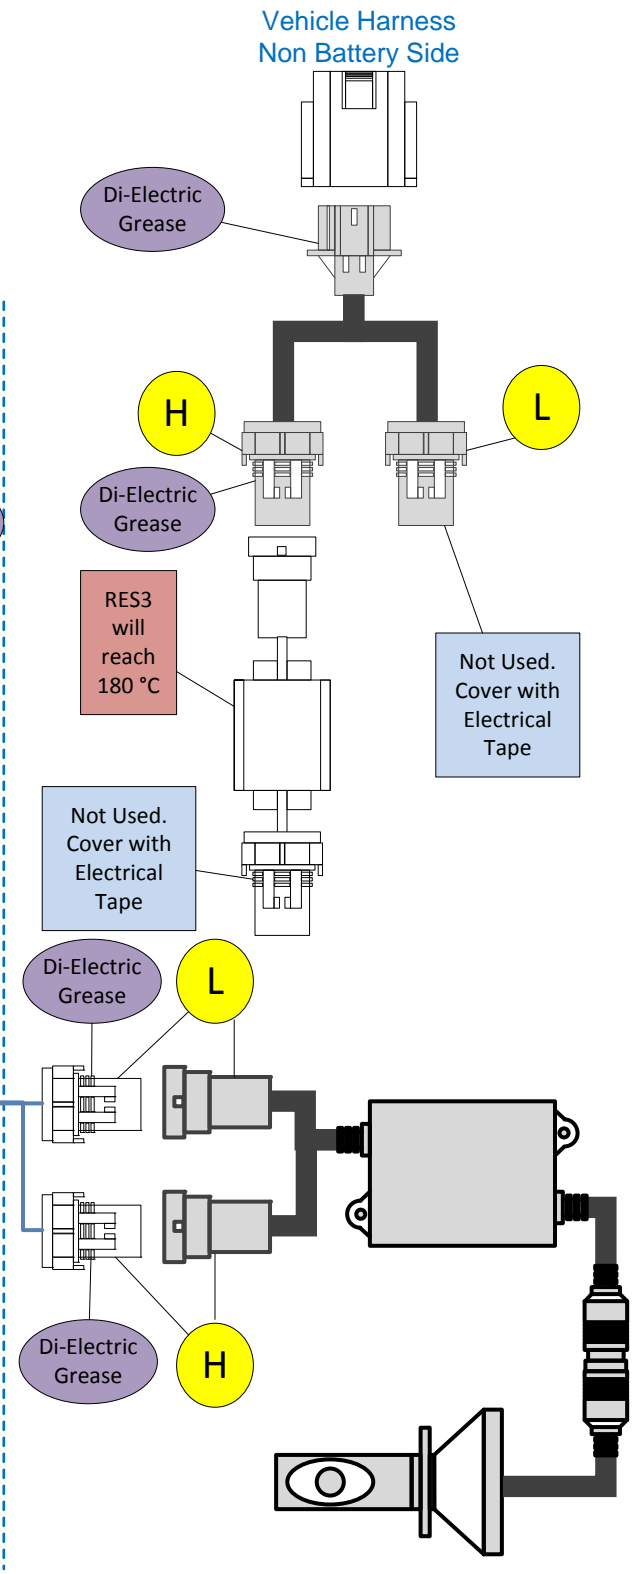 Vehicle Harness
Non Battery Side
Di-Electric
Grease
H
L
Di-Electric
Grease
RES3
will
reach
180 °C
Not Used.
Cover with
Electrical
Tape
Not Used.
Cover with
Electrical
Tape
Di-Electric
Grease
L
Di-Electric
Grease
H